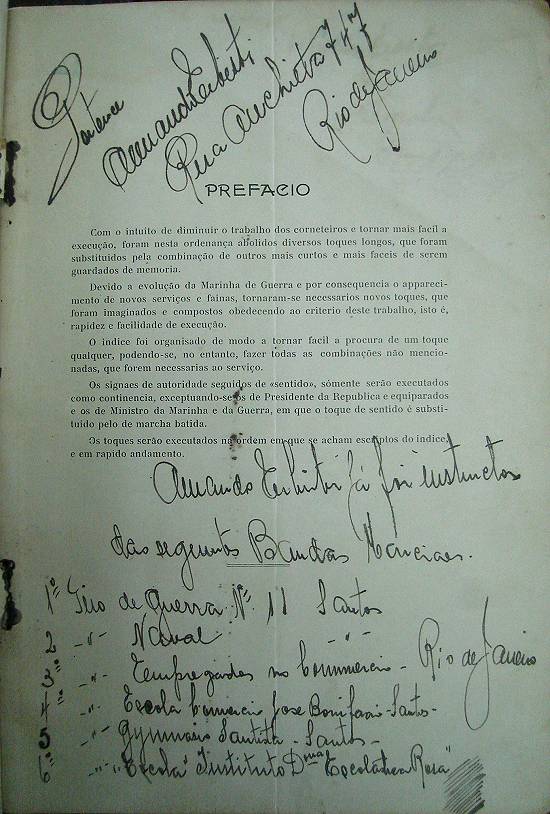 Pertence
Armando
Rua Anchieta 747
Rio de Janeiro
PREFACIO
Com o intuito de diminuir o trabalho dos corneteiros e tornar mais facil a
execução, foram nesta ordenança abolidos diversos toques longos, que foram
substituidos pela combinação de outros mais curtos e mais faceis de serem
guardados de memoria.
Devido a evolução da Marinha de Guerra e por consequencia o appareci-
mento de novos serviços e fainas, tornaram-se necessarios novos toques, que
foram imaginados e compostos obedecendo ao criterio deste trabalho, isto é,
rapidez e facilidade de execução.
O indice foi organisado de modo a tornar facil a procura de um toque
qualquer, podendo-se, no entanto, fazer todas as combinações não mencio-
nadas, que forem necessarias ao serviço.
Os signaes de autoridade seguidos de «sentido», sómente serão executados
como continencia, exceptuando-se os de Presidente da Republica e equiparados
e os de Ministro da Marinha e da Guerra, em que o toque de sentido é substi-
tuido pelo de marcha batida.
Os toques serão executados na ordem em que se acham escriptos do indice,
e em rapido andamento.
Armando já foi instructor
das seguintes Bandas Marciaes.
1º Tiro de Guerra Nº 11 Santos
2 -"- Naval -"-
3º -"- Empregados no Commercio - Rio de Janeiro
4º -"- Escola Commercio José Bonifacio - Santos -
5 -"- Gymnasio Santista - Santos -
6º -"- "Escola" Instituto Dna Escolastica Rosa"